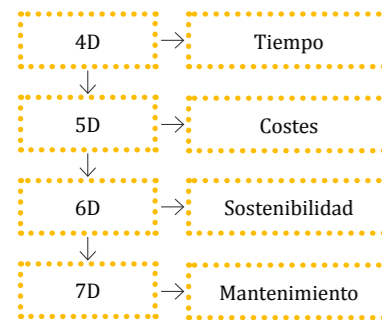 4D
Tiempo
5D
Costes
6D
Sostenibilidad
7D
Mantenimiento